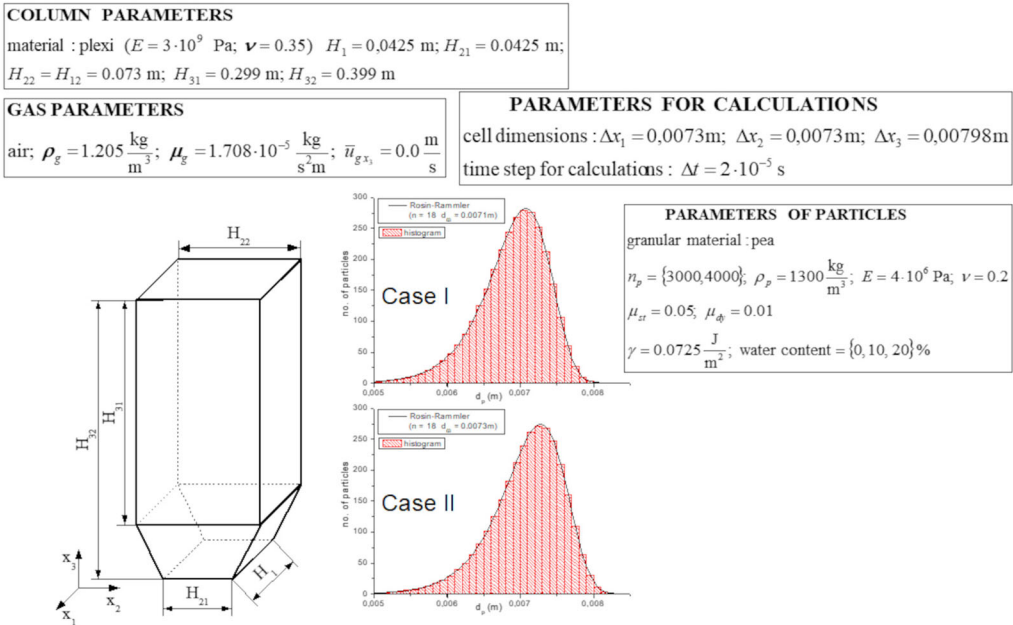 COLUMN PARAMETERS
material : plexi (E = 3·10⁹ Pa; ν = 0.35) H₁ = 0,0425 m; H₂₁ = 0.0425 m;
H₂₂ = H₁₂ = 0.073 m; H₃₁ = 0.299 m; H₃₂ = 0.399 m
GAS PARAMETERS
air; ρ_g = 1.205 kg/m³; μ_g = 1.708·10⁻⁵ kg/s²m; ū_gx₃ = 0.0 m/s
PARAMETERS FOR CALCULATIONS
cell dimensions : Δx₁ = 0,0073m; Δx₂ = 0,0073m; Δx₃ = 0,00798m
time step for calculations : Δt = 2·10⁻⁵ s
PARAMETERS OF PARTICLES
granular material : pea
n_p = {3000,4000}; ρ_p = 1300 kg/m³; E = 4·10⁶ Pa; ν = 0.2
μ_st = 0.05; μ_dy = 0.01
γ = 0.0725 J/m²; water content = {0, 10, 20}%
H₂₂
H₃₂
H₃₁
H₂₁
H₁
x₃
x₂
x₁
300
250
200
150
100
50
0
no. of particles
Rosin-Rammler
(n = 18 d₆₃ = 0.0071m)
histogram
Case I
0,005 0,006 0,007 0,008
d_p (m)
300
250
200
150
100
50
0
no. of particles
Rosin-Rammler
(n = 18 d₆₃ = 0.0073m)
histogram
Case II
0,005 0,006 0,007 0,008
d_p (m)